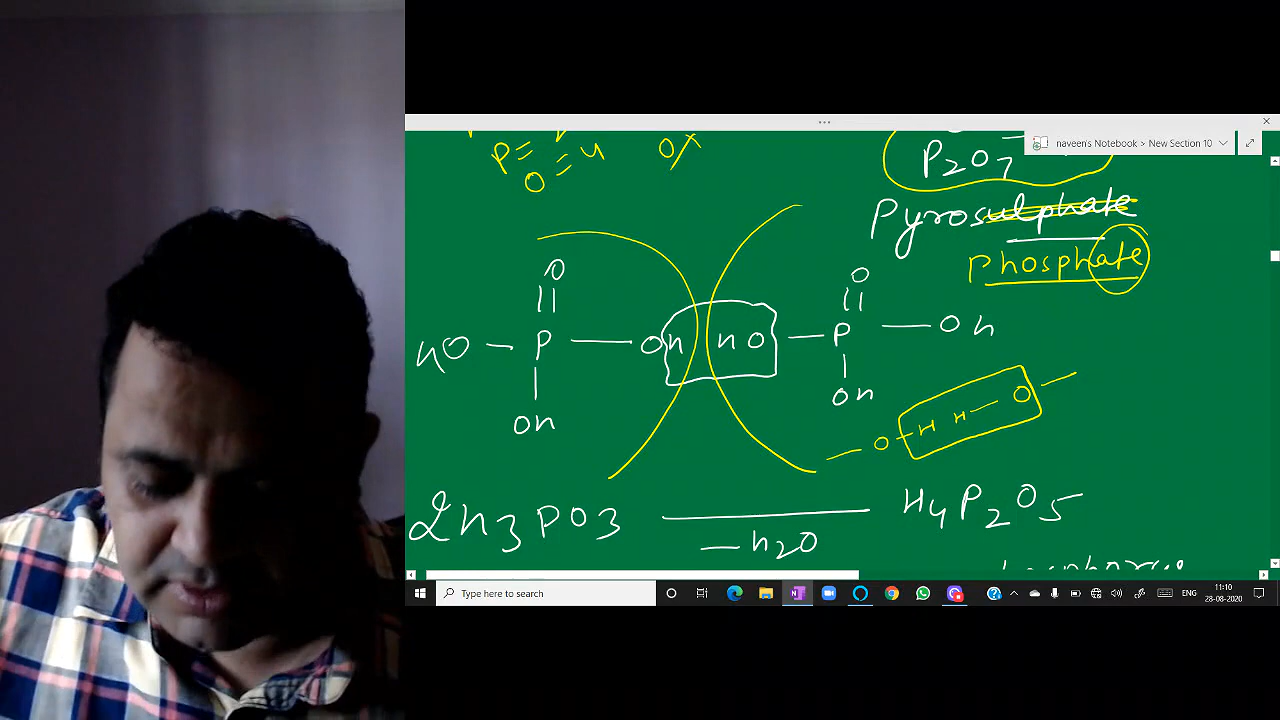 naveen's Notebook > New Section 10
P=
O = 4
P2O7
Pyrosulphate
Phosphate
O
||
HO - P - OH
|
OH
HO - P - OH
O
||
|
OH
- O - H H - O -
2H3PO3
- H2O
H4P2O5
Type here to search
ENG
11:10
28-08-2020